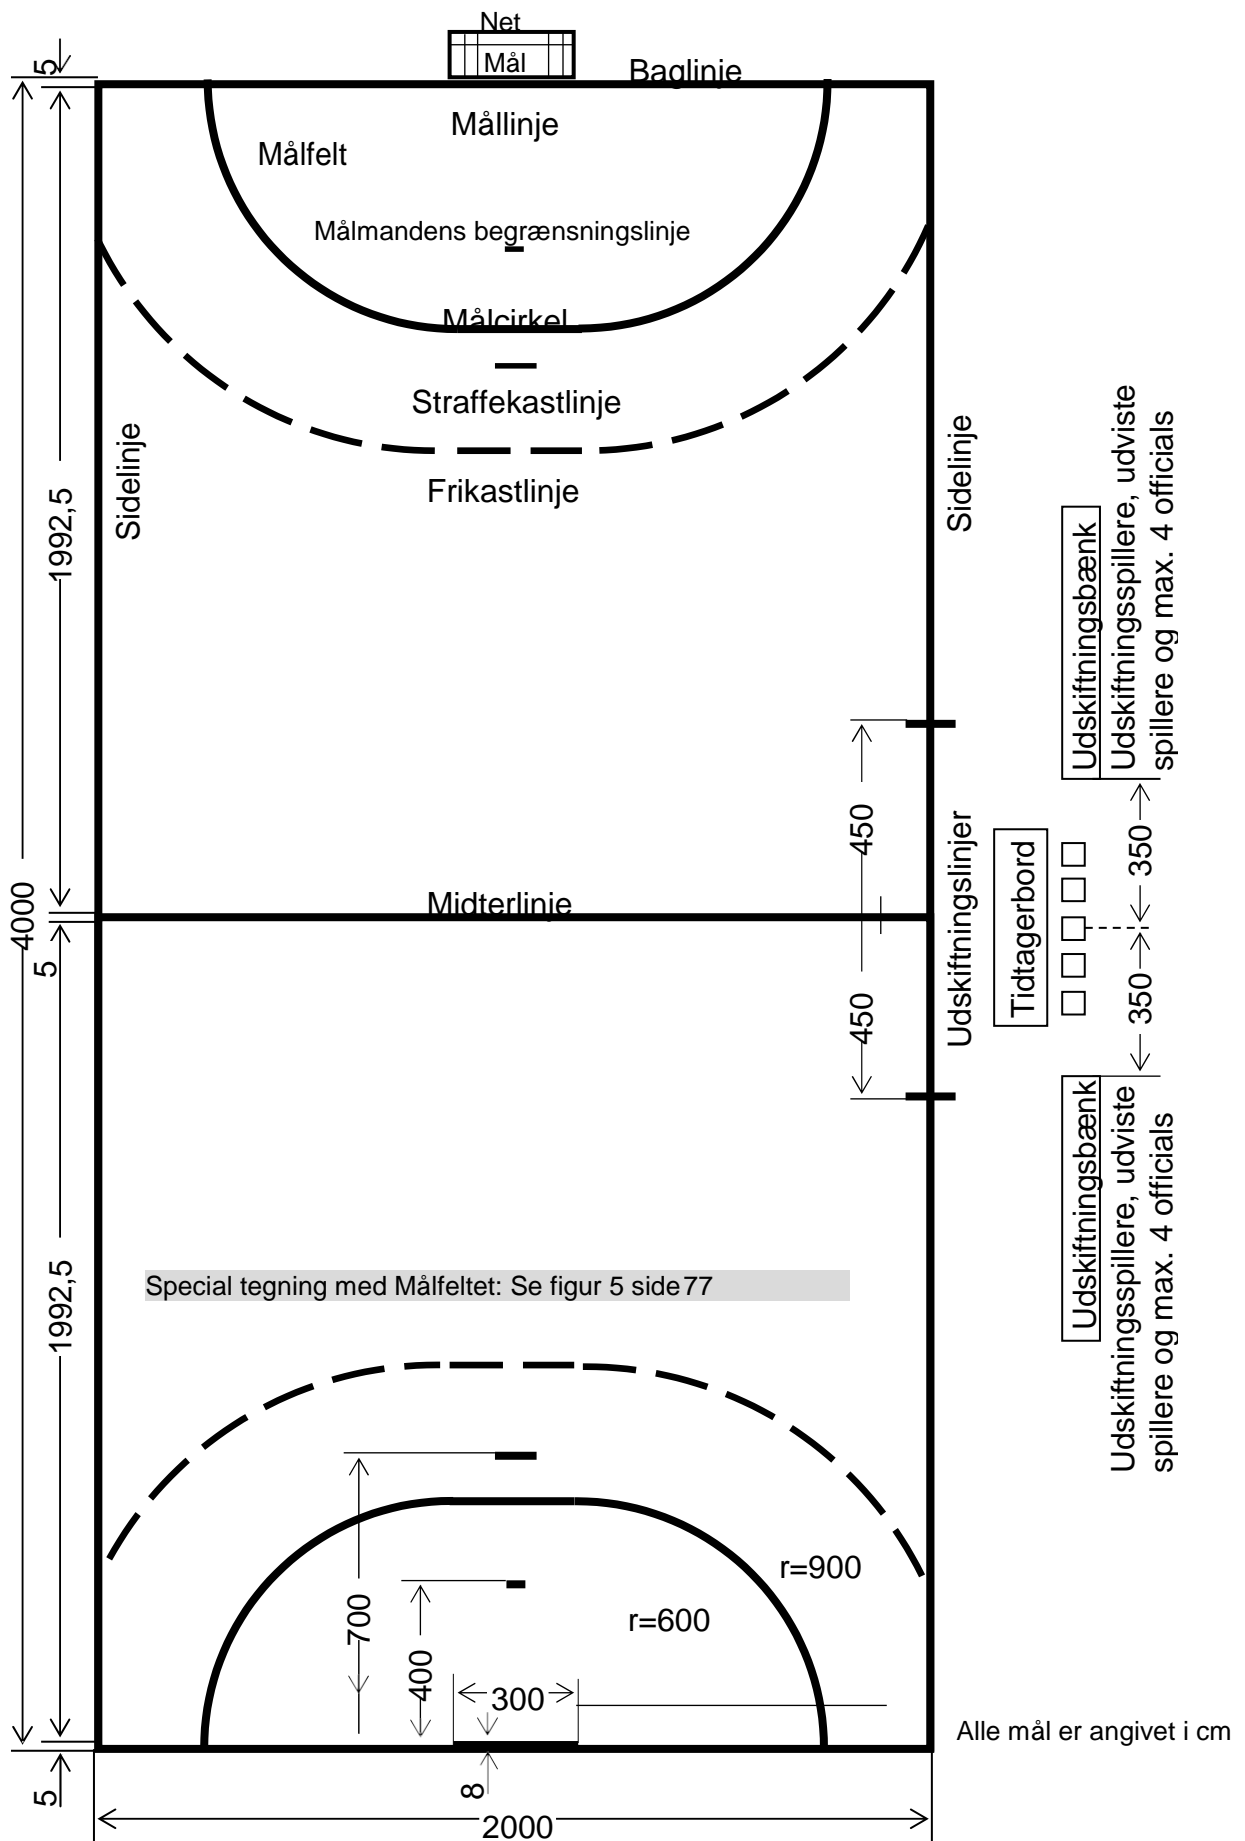 Net
Mål
Baglinje
5
Mållinje
Målfelt
Målmandens begrænsningslinje
Målcirkel
Straffekastlinje
Frikastlinje
Sidelinje
Sidelinje
1992,5
Udskiftningsbænk
Udskiftningsspillere, udviste
spillere og max. 4 officials
450
350
Udskiftningslinjer
Tidtagerbord
4000
Midterlinje
5
450
350
Udskiftningsbænk
Udskiftningsspillere, udviste
spillere og max. 4 officials
1992,5
Special tegning med Målfeltet: Se figur 5 side 77
r=900
r=600
700
400
300
Alle mål er angivet i cm
5
8
2000